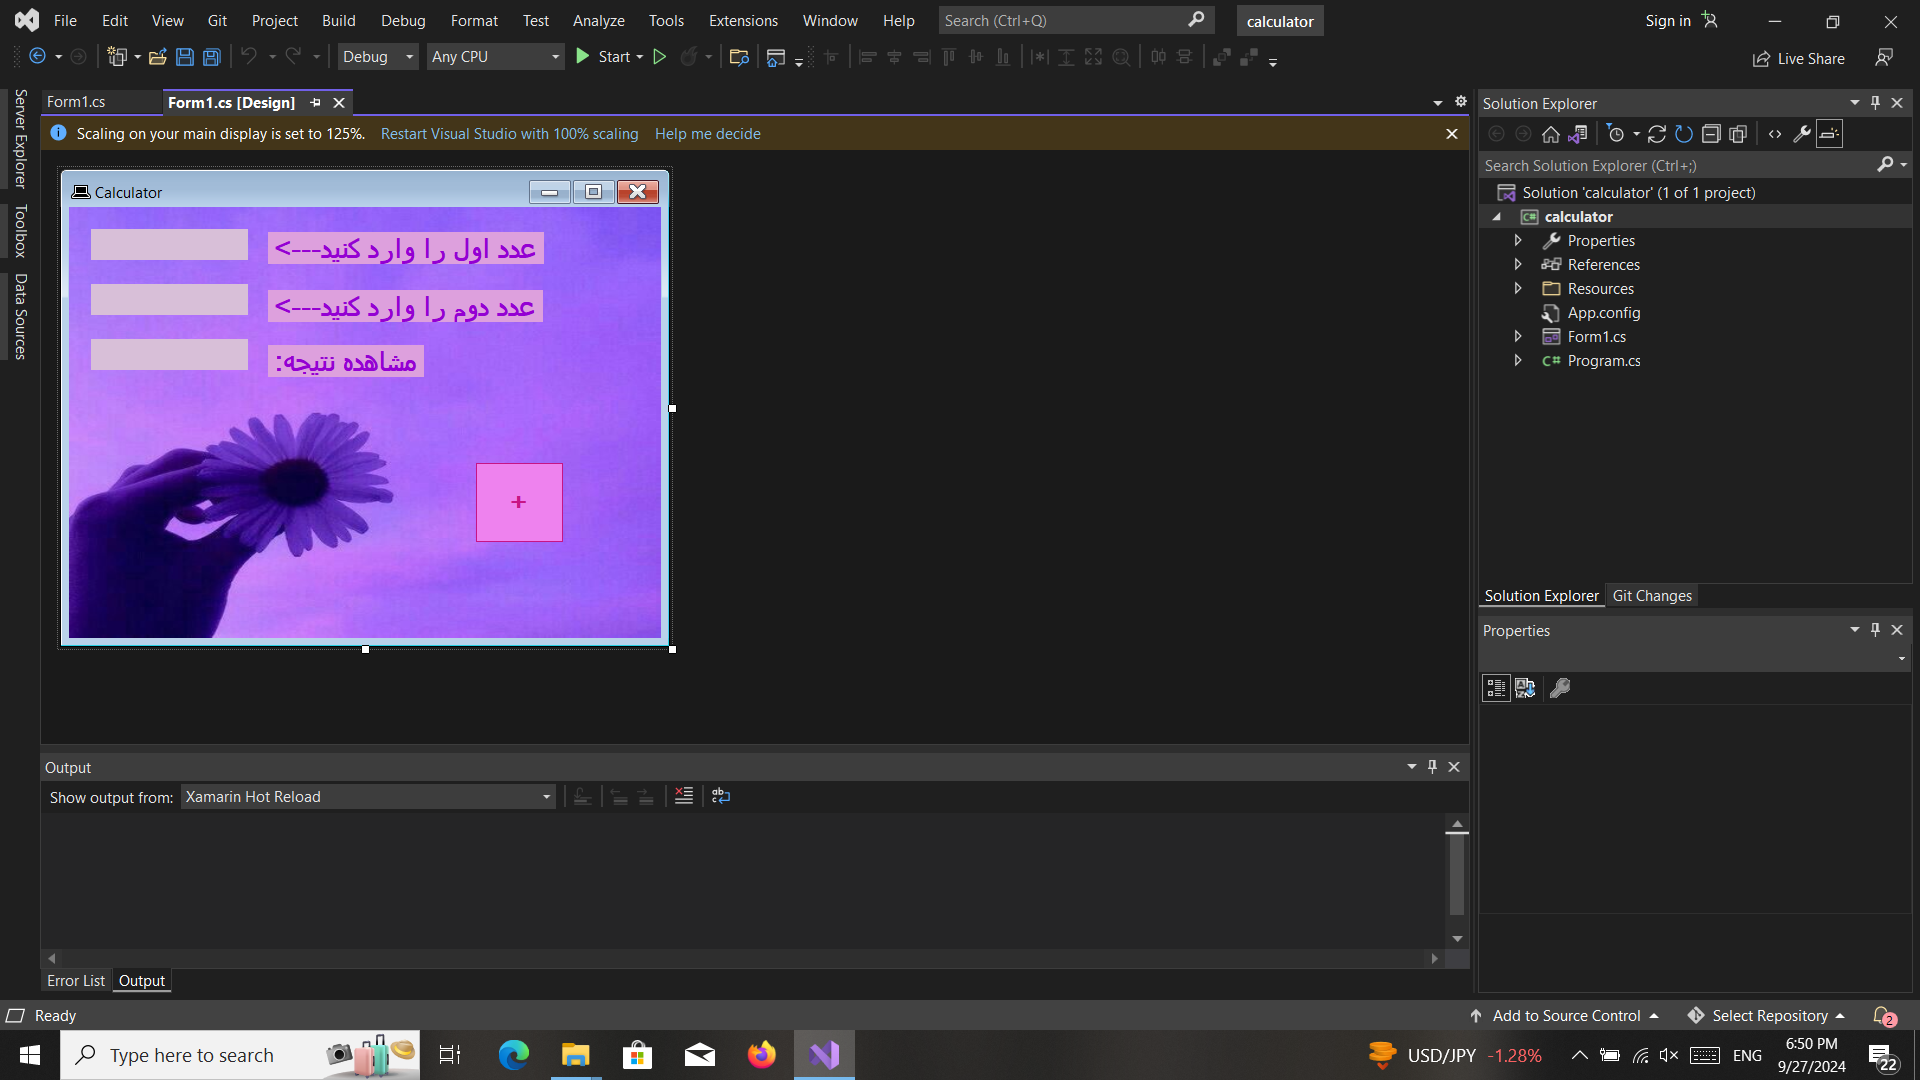 File Edit View Git Project Build Debug Format Test Analyze Tools Extensions Window Help Search (Ctrl+Q) calculator Sign in
Debug Any CPU Start Live Share
Server Explorer
Toolbox
Data Sources
Form1.cs Form1.cs [Design]
Scaling on your main display is set to 125%. Restart Visual Studio with 100% scaling Help me decide
Calculator
عدد اول را وارد کنید--->
عدد دوم را وارد کنید--->
مشاهده نتیجه:
+
Solution Explorer
Search Solution Explorer (Ctrl+;)
Solution 'calculator' (1 of 1 project)
C# calculator
Properties
References
Resources
App.config
Form1.cs
C# Program.cs
Solution Explorer Git Changes
Properties
Output
Show output from: Xamarin Hot Reload
Error List Output
Ready Add to Source Control Select Repository 2
Type here to search USD/JPY -1.28% ENG 6:50 PM
9/27/2024 22